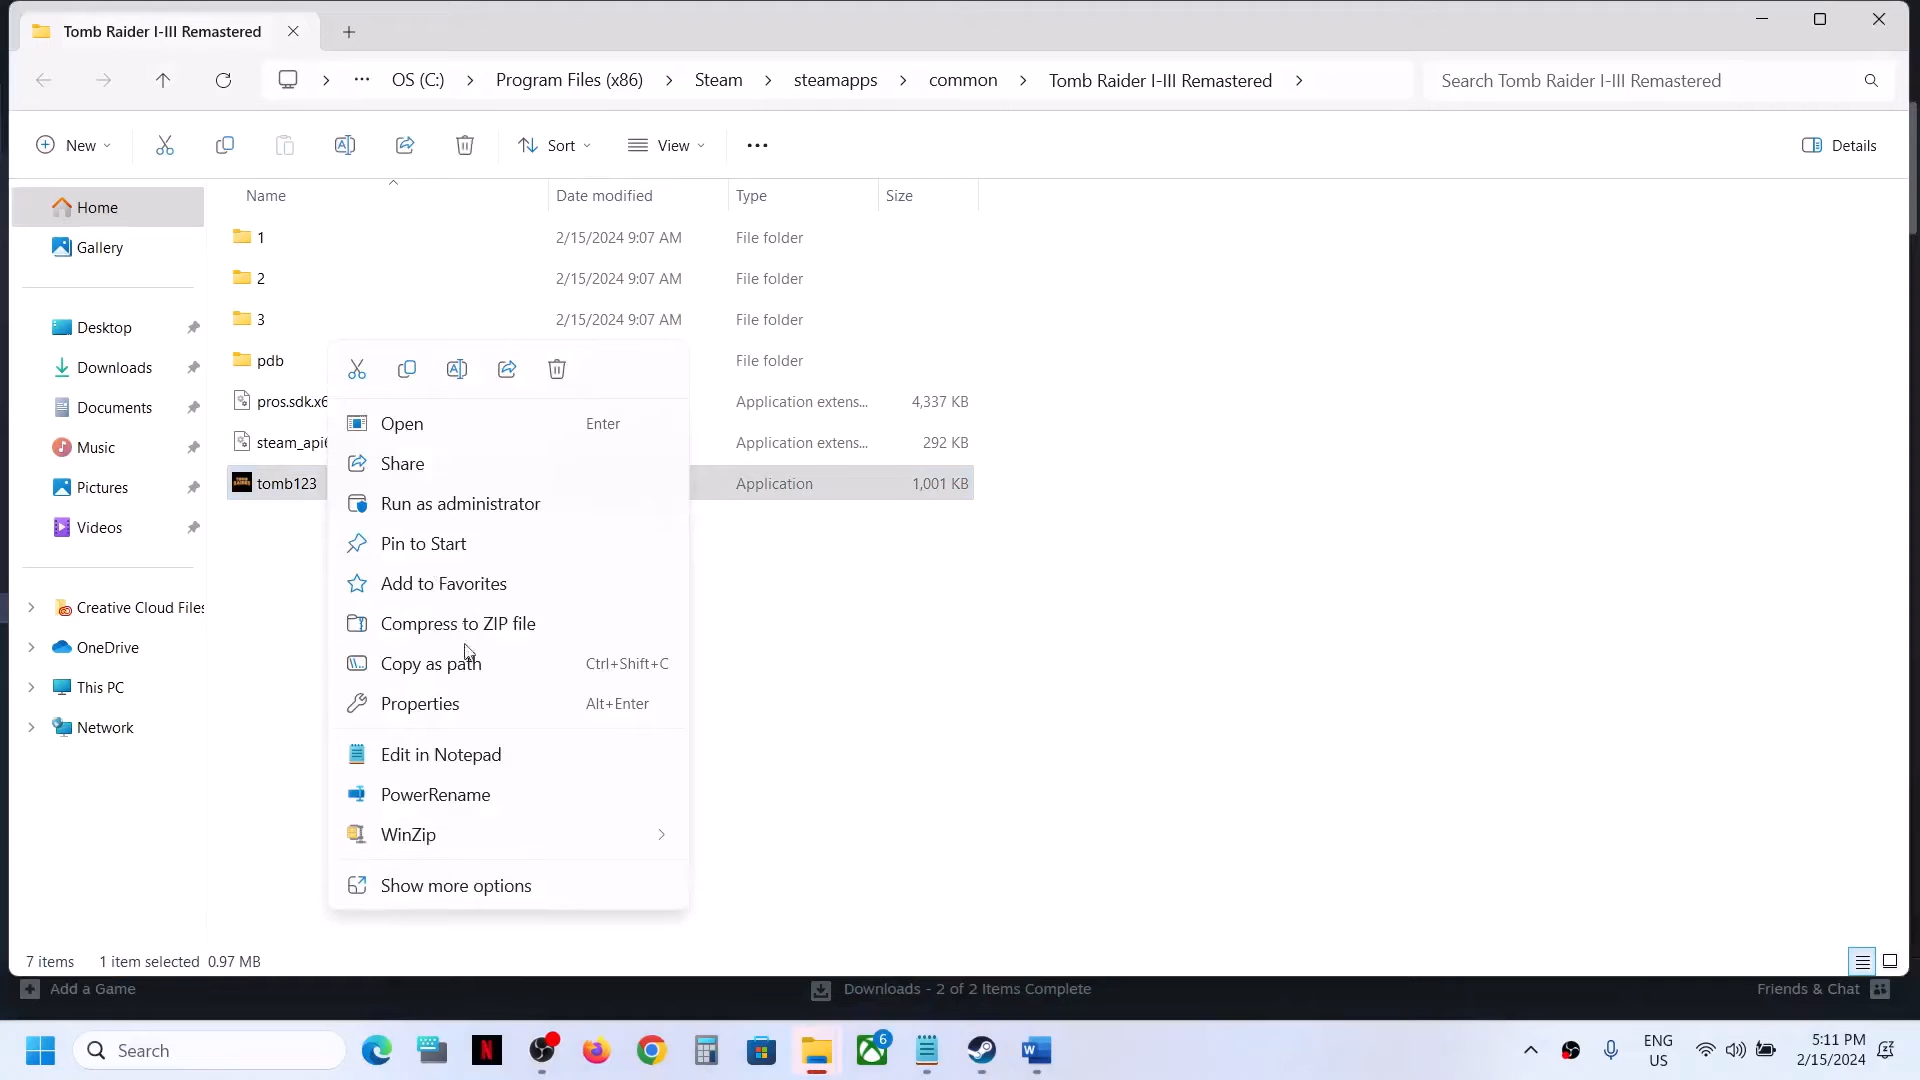 Tomb Raider I-III Remastered
OS (C:) Program Files (x86) Steam steamapps common Tomb Raider I-III Remastered
Search Tomb Raider I-III Remastered
New Sort View Details
Name Date modified Type Size
Home
Gallery
Desktop
Downloads
Documents
Music
Pictures
Videos
Creative Cloud Files
OneDrive
This PC
Network
1 2/15/2024 9:07 AM File folder
2 2/15/2024 9:07 AM File folder
3 2/15/2024 9:07 AM File folder
pdb File folder
pros.sdk.x6 Application extens... 4,337 KB
steam_api6 Application extens... 292 KB
tomb123 Application 1,001 KB
Open Enter
Share
Run as administrator
Pin to Start
Add to Favorites
Compress to ZIP file
Copy as path Ctrl+Shift+C
Properties Alt+Enter
Edit in Notepad
PowerRename
WinZip
Show more options
7 items 1 item selected 0.97 MB
Add a Game Downloads - 2 of 2 Items Complete Friends & Chat
Search
6
ENG
US
5:11 PM
2/15/2024